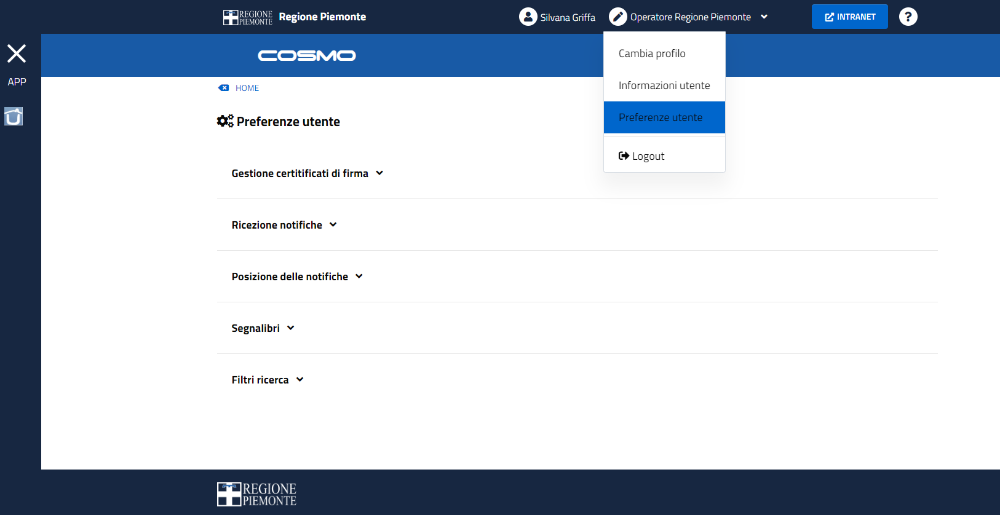 REGIONE
PIEMONTE
Regione Piemonte
Silvana Griffa
Operatore Regione Piemonte
INTRANET
?
APP
COSMO
Cambia profilo
Informazioni utente
Preferenze utente
Logout
HOME
Preferenze utente
Gestione certitificati di firma
Ricezione notifiche
Posizione delle notifiche
Segnalibri
Filtri ricerca
REGIONE
PIEMONTE